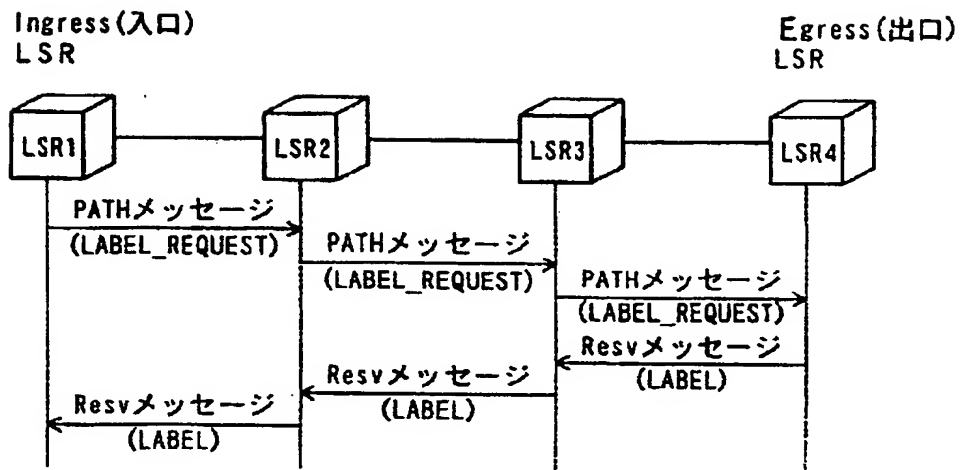 Ingress(入口)
LSR
Egress(出口)
LSR
LSR1
LSR2
LSR3
LSR4
PATHメッセージ
(LABEL_REQUEST)
PATHメッセージ
(LABEL_REQUEST)
PATHメッセージ
(LABEL_REQUEST)
Resvメッセージ
(LABEL)
Resvメッセージ
(LABEL)
Resvメッセージ
(LABEL)